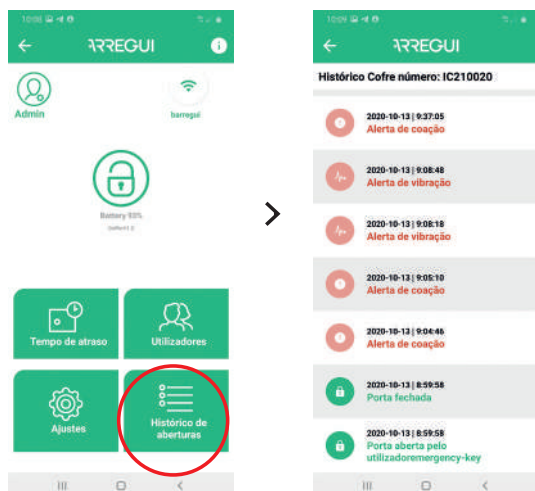 10:08
ARREGUI
Admin
barregui
Battery 93%
Tempo de atraso
Utilizadores
Ajustes
Histórico de
aberturas
10:09
ARREGUI
Histórico Cofre número: IC210020
2020-10-13 | 9:37:05
Alerta de coação
2020-10-13 | 9:08:48
Alerta de vibração
2020-10-13 | 9:08:18
Alerta de vibração
2020-10-13 | 9:05:10
Alerta de coação
2020-10-13 | 9:04:46
Alerta de coação
2020-10-13 | 8:59:58
Porta fechada
2020-10-13 | 8:59:58
Porta aberta pelo
utilizadoremergency-key